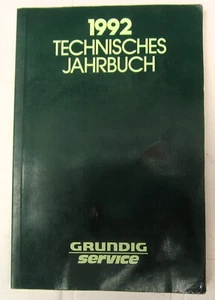 1992
TECHNISCHES
JAHRBUCH
GRUNDIG
service